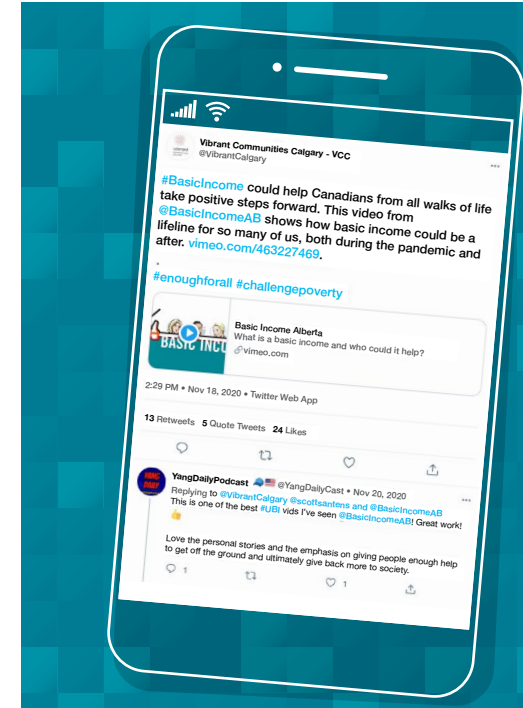 Vibrant Communities Calgary - VCC
@VibrantCalgary
#BasicIncome could help Canadians from all walks of life
take positive steps forward. This video from
@BasicIncomeAB shows how basic income could be a
lifeline for so many of us, both during the pandemic and
after. vimeo.com/463227469.
.
#enoughforall #challengepoverty
BASIC INCO
Basic Income Alberta
What is a basic income and who could it help?
vimeo.com
2:29 PM • Nov 18, 2020 • Twitter Web App
13 Retweets 5 Quote Tweets 24 Likes
YANG
DAILY
YangDailyPodcast @YangDailyCast • Nov 20, 2020
Replying to @VibrantCalgary @scottsantens and @BasicIncomeAB
This is one of the best #UBI vids I've seen @BasicIncomeAB! Great work!
Love the personal stories and the emphasis on giving people enough help
to get off the ground and ultimately give back more to society.
1 1